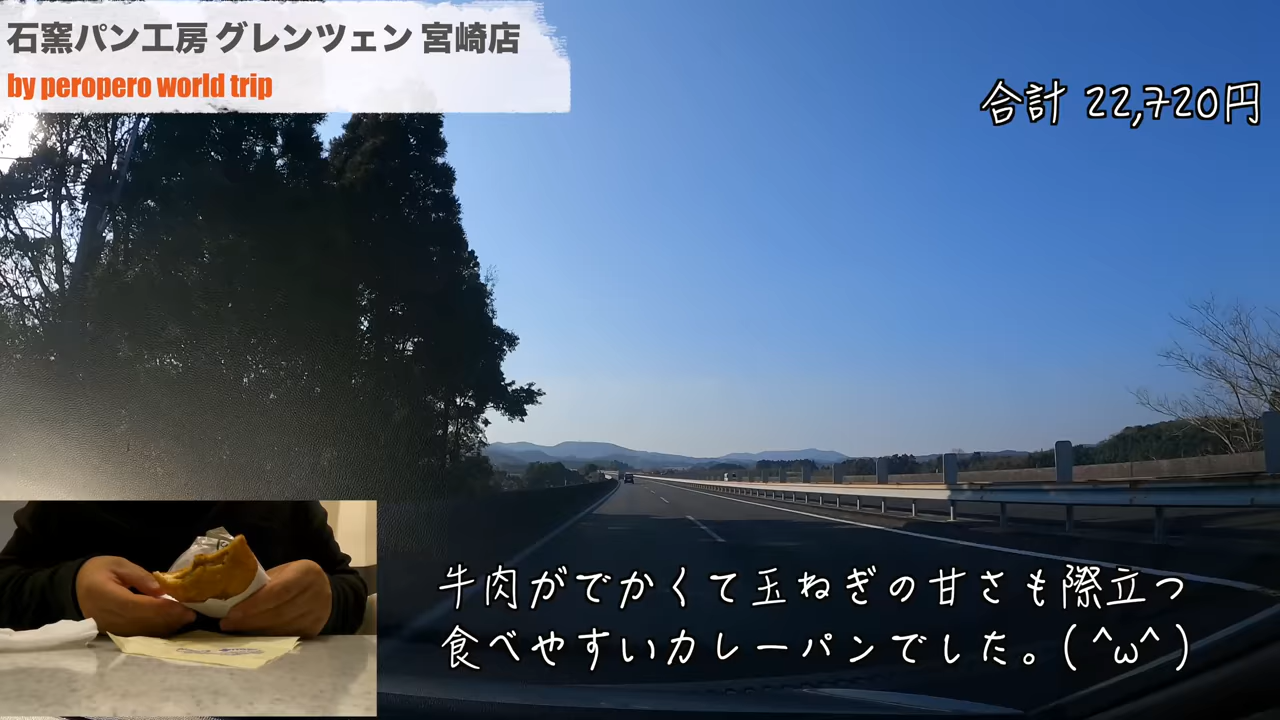 石窯パン工房 グレンツェン 宮崎店
by peropero world trip
合計 22,720円
牛肉がでかくて玉ねぎの甘さも際立つ
食べやすいカレーパンでした。( ^ω^ )